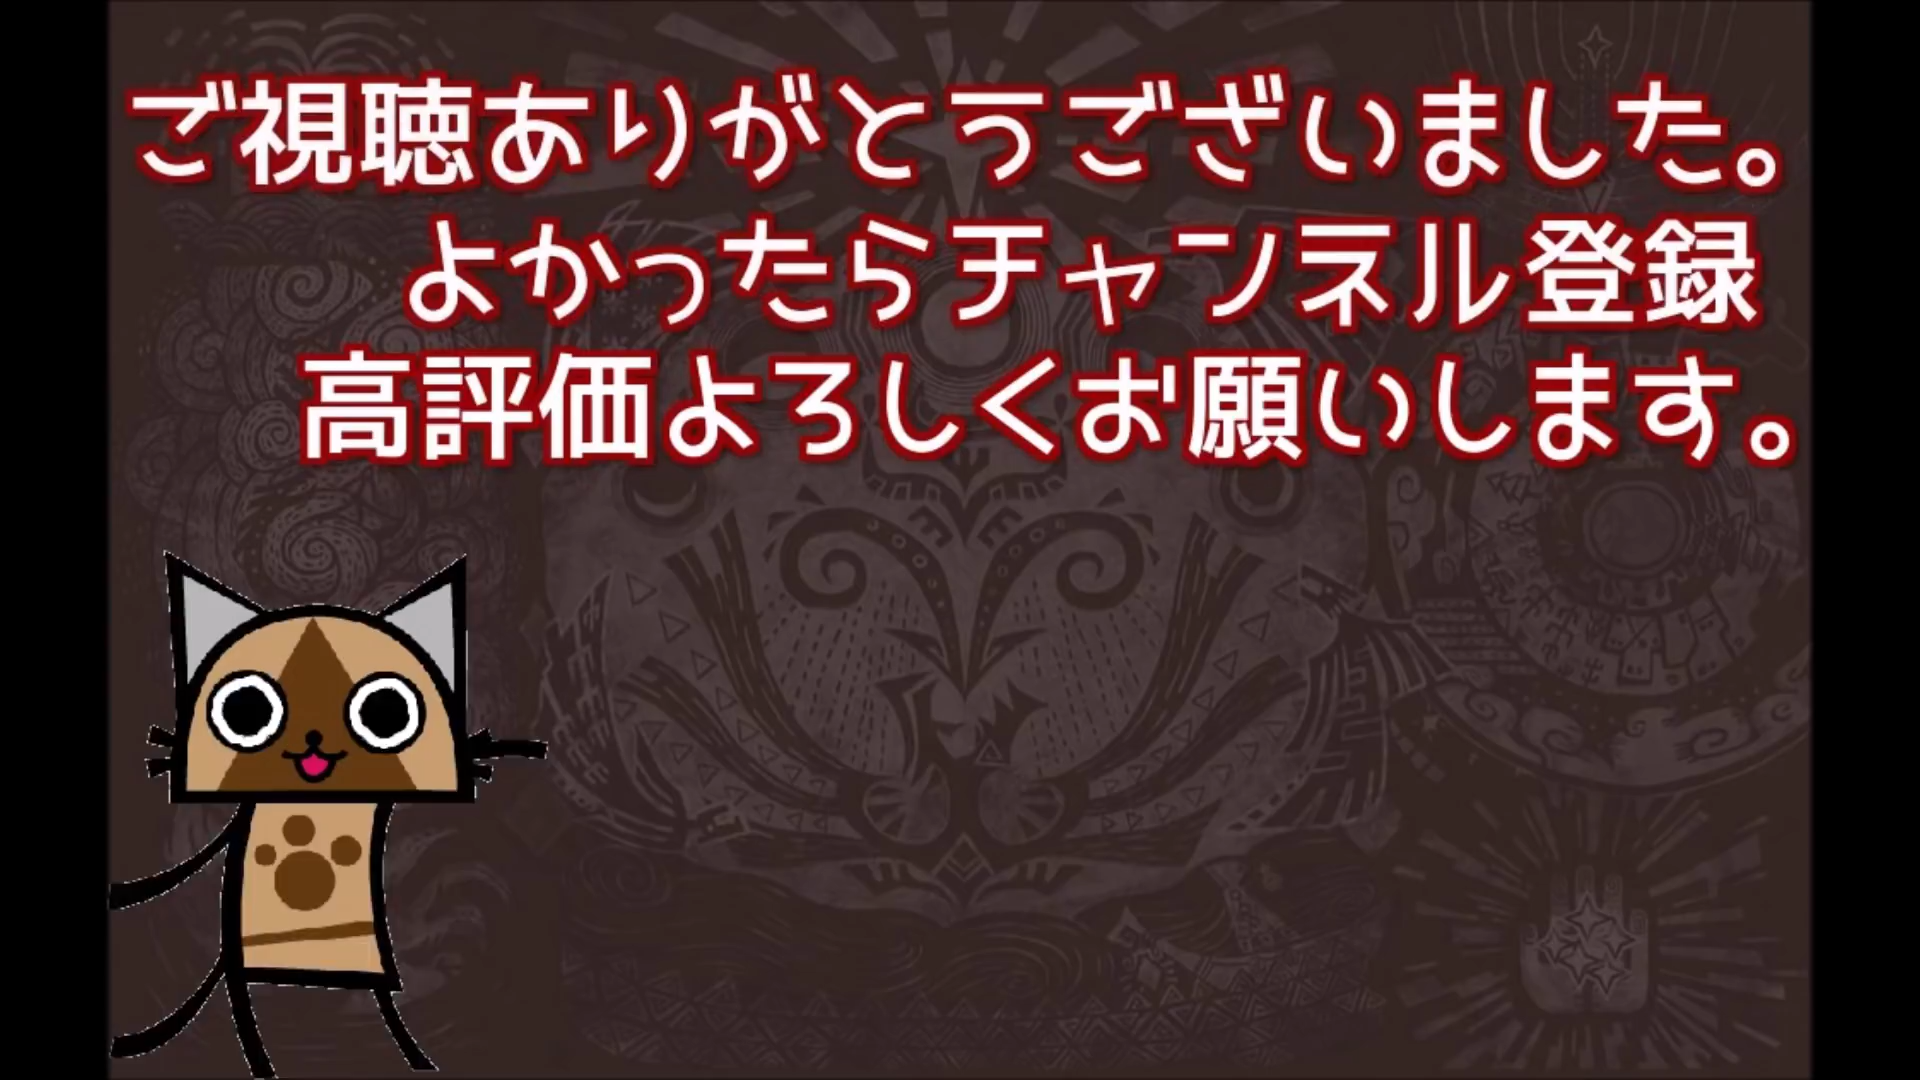 ご視聴ありがとうございました。
よかったらチャンネル登録
高評価よろしくお願いします。